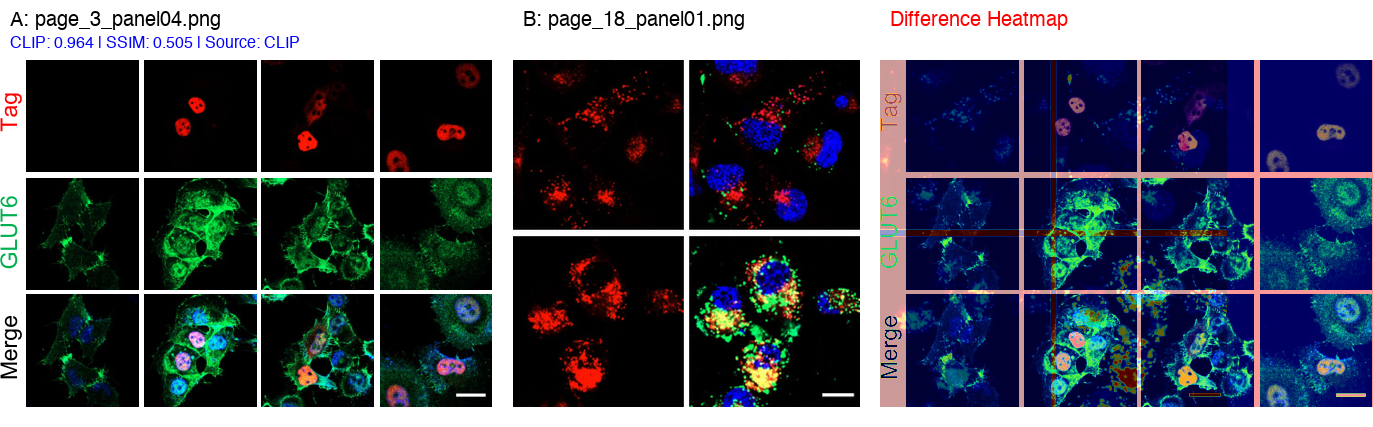 A: page_3_panel04.png
CLIP: 0.964 | SSIM: 0.505 | Source: CLIP
B: page_18_panel01.png
Difference Heatmap
Tag
GLUT6
Merge
Tag
GLUT6
Merge